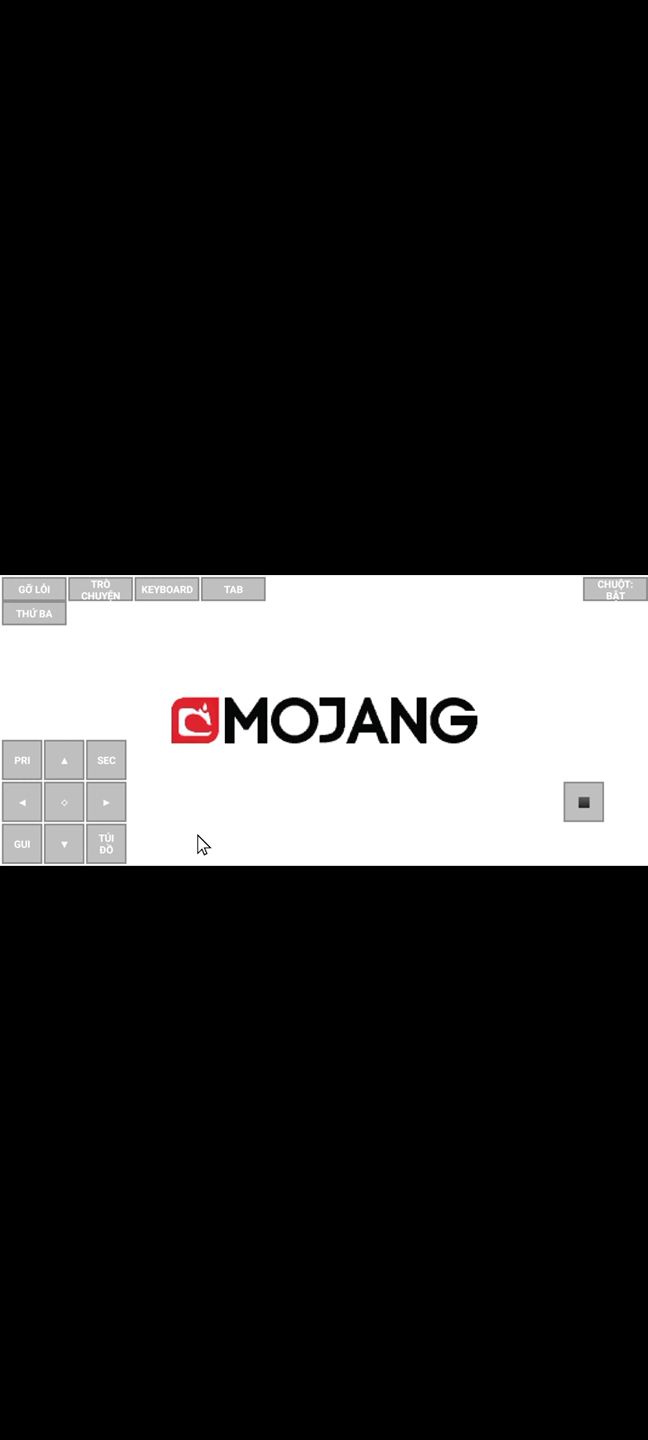 GỠ LỖI
TRÒ
CHUYỆN
KEYBOARD
TAB
CHUỘT:
BẬT
THỨ BA
MOJANG
PRI
▲
SEC
◀
◇
▶
GUI
▼
TÚI
ĐỒ